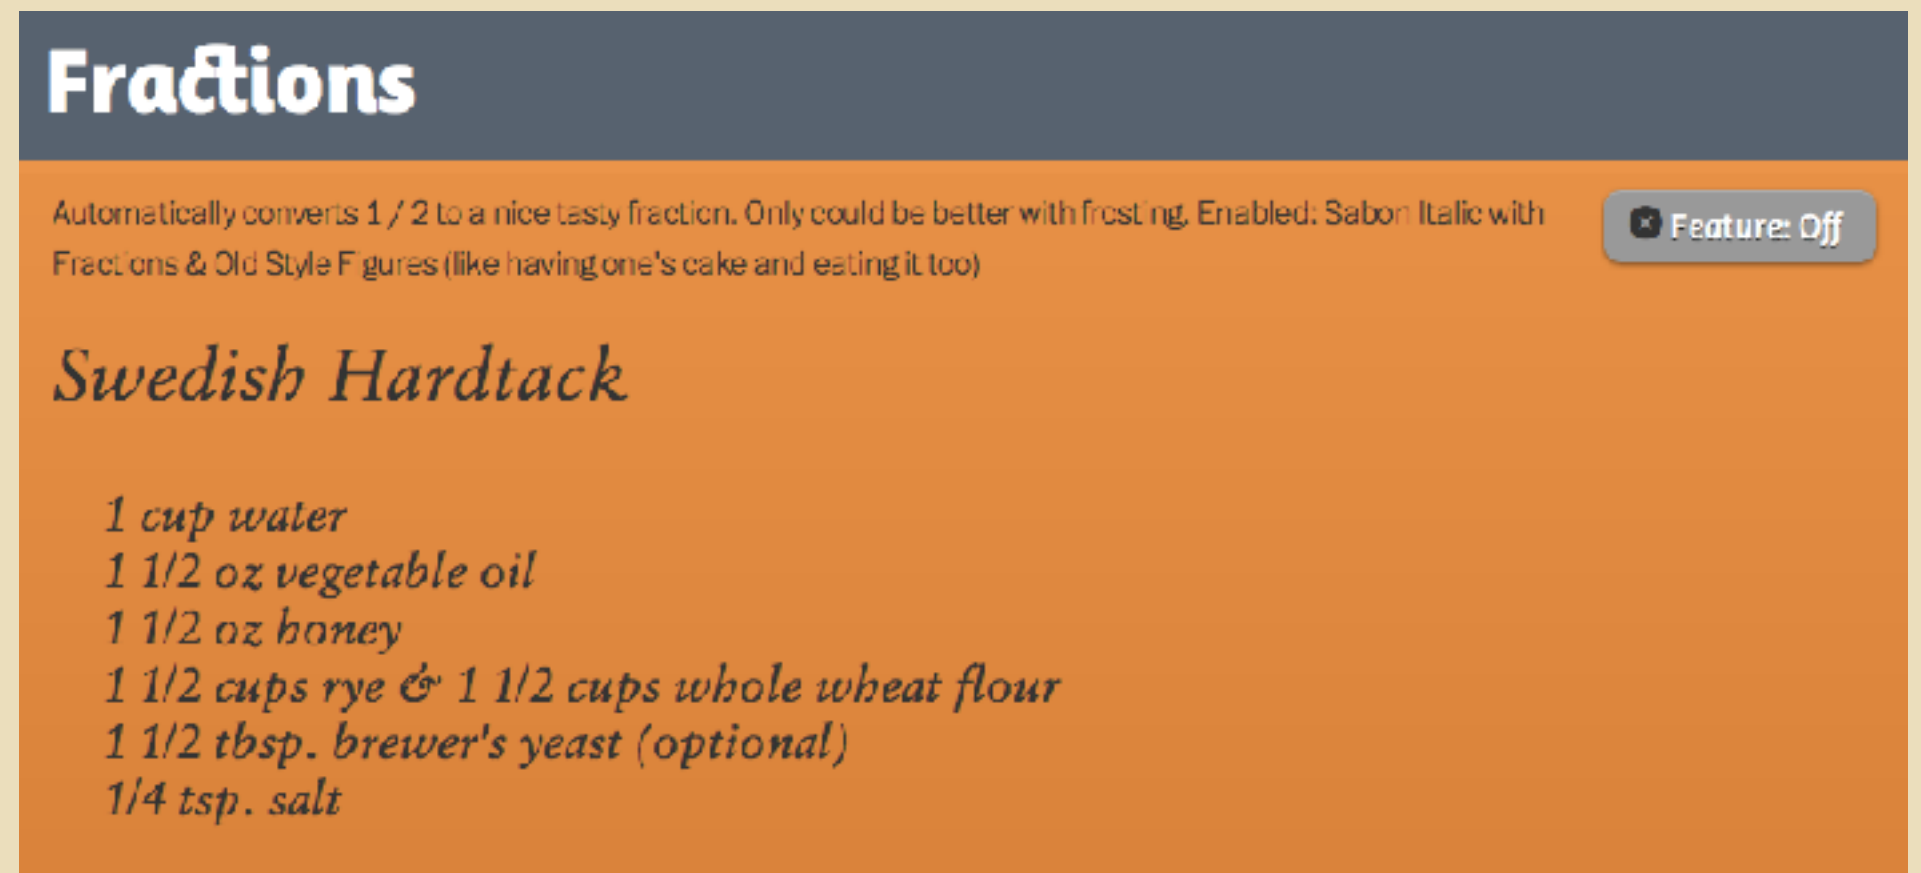 Fractions
Automatically converts 1 / 2 to a nice tasty fraction. Only could be better with frosting. Enabled: Sabon Italic with
Fractions & Old Style Figures (like having one's cake and eating it too)
Feature: Off
Swedish Hardtack
1 cup water
1 1/2 oz vegetable oil
1 1/2 oz honey
1 1/2 cups rye & 1 1/2 cups whole wheat flour
1 1/2 tbsp. brewer's yeast (optional)
1/4 tsp. salt